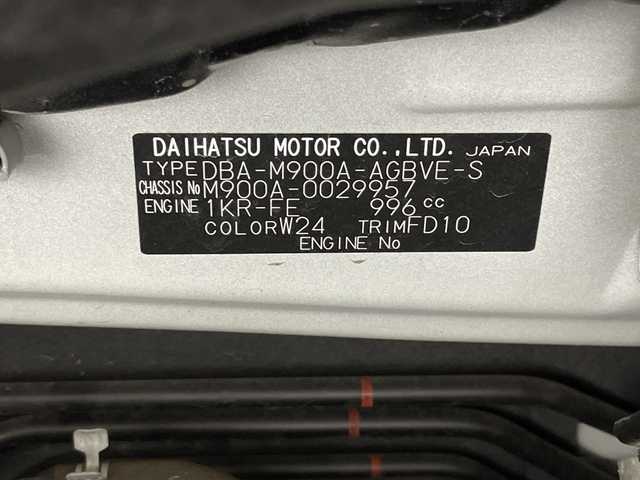 DAIHATSU MOTOR CO.,LTD. JAPAN
TYPE DBA-M900A-AGBVE-S
CHASSIS No M900A-0029957
ENGINE 1KR-FE 996 cc
COLOR W24 TRIM FD10
ENGINE No